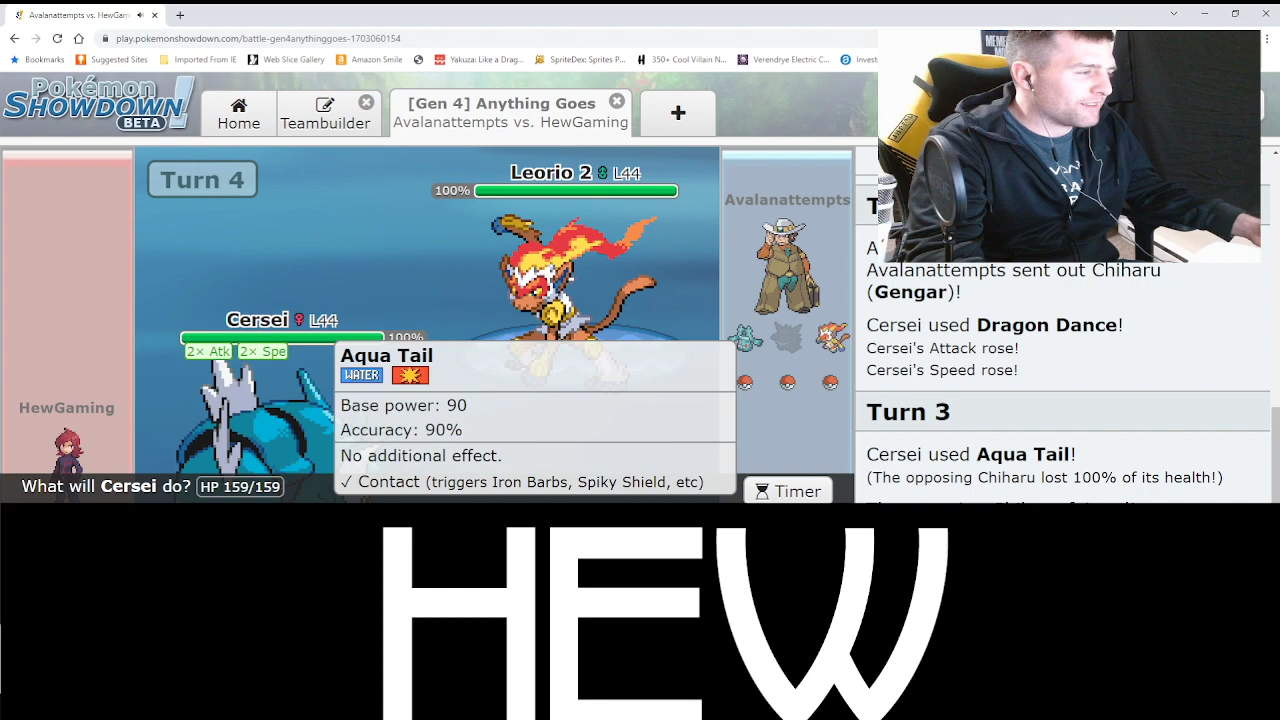 Avalanattempts vs. HewGam
play.pokemonshowdown.com/battle-gen4anythinggoes-1703060154
Bookmarks
Suggested Sites
Imported From IE
Web Slice Gallery
Amazon Smile
Yakuza: Like a Drag...
SpriteDex: Sprites P...
350+ Cool Villain N...
Verendrye Electric C...
Invest
Pokémon
SHOWDOWN!
BETA
Home
Teambuilder
[Gen 4] Anything Goes
Avalanattempts vs. HewGaming
Turn 4
Leorio 2 L44
100%
Cersei L44
100%
2× Atk 2× Spe
HewGaming
Avalanattempts
Aqua Tail
WATER
Base power: 90
Accuracy: 90%
No additional effect.
✓ Contact (triggers Iron Barbs, Spiky Shield, etc)
What will Cersei do? HP 159/159
Timer
Avalanattempts sent out Chiharu
(Gengar)!
Cersei used Dragon Dance!
Cersei's Attack rose!
Cersei's Speed rose!
Turn 3
Cersei used Aqua Tail!
(The opposing Chiharu lost 100% of its health!)
HEW